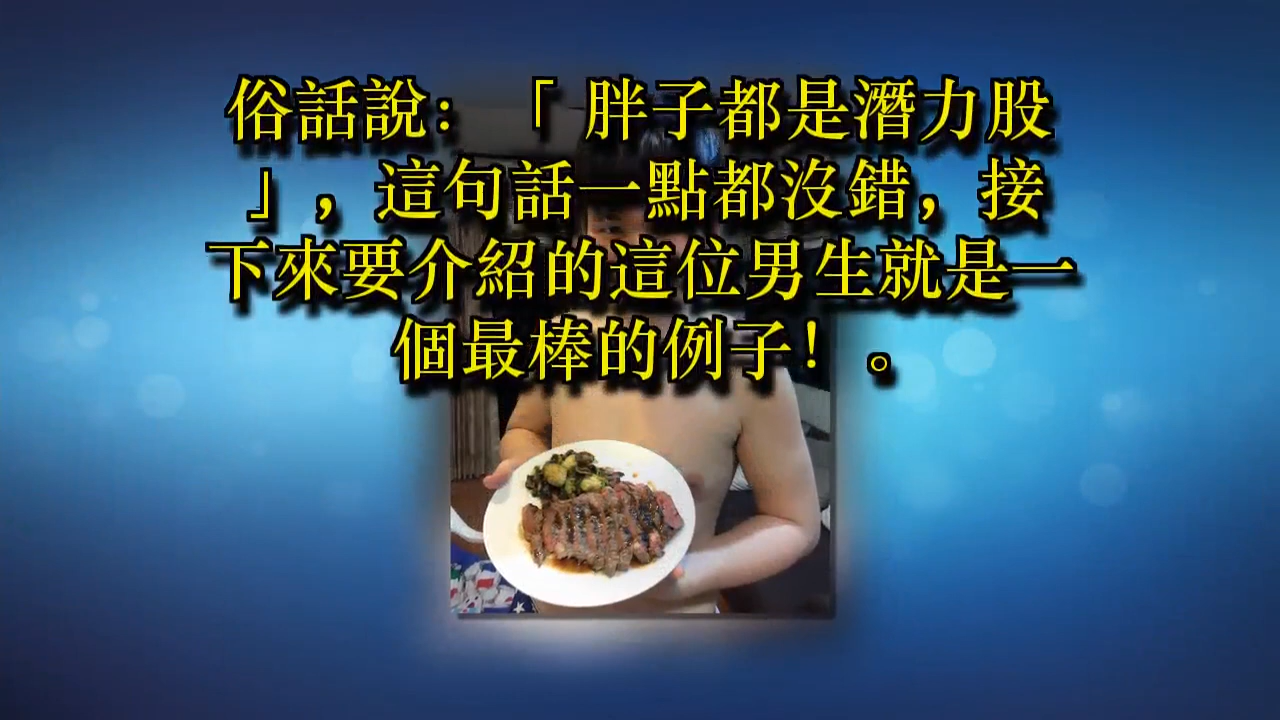 俗話說：「 胖子都是潛力股
」，這句話一點都沒錯，接
下來要介紹的這位男生就是一
個最棒的例子！ 。